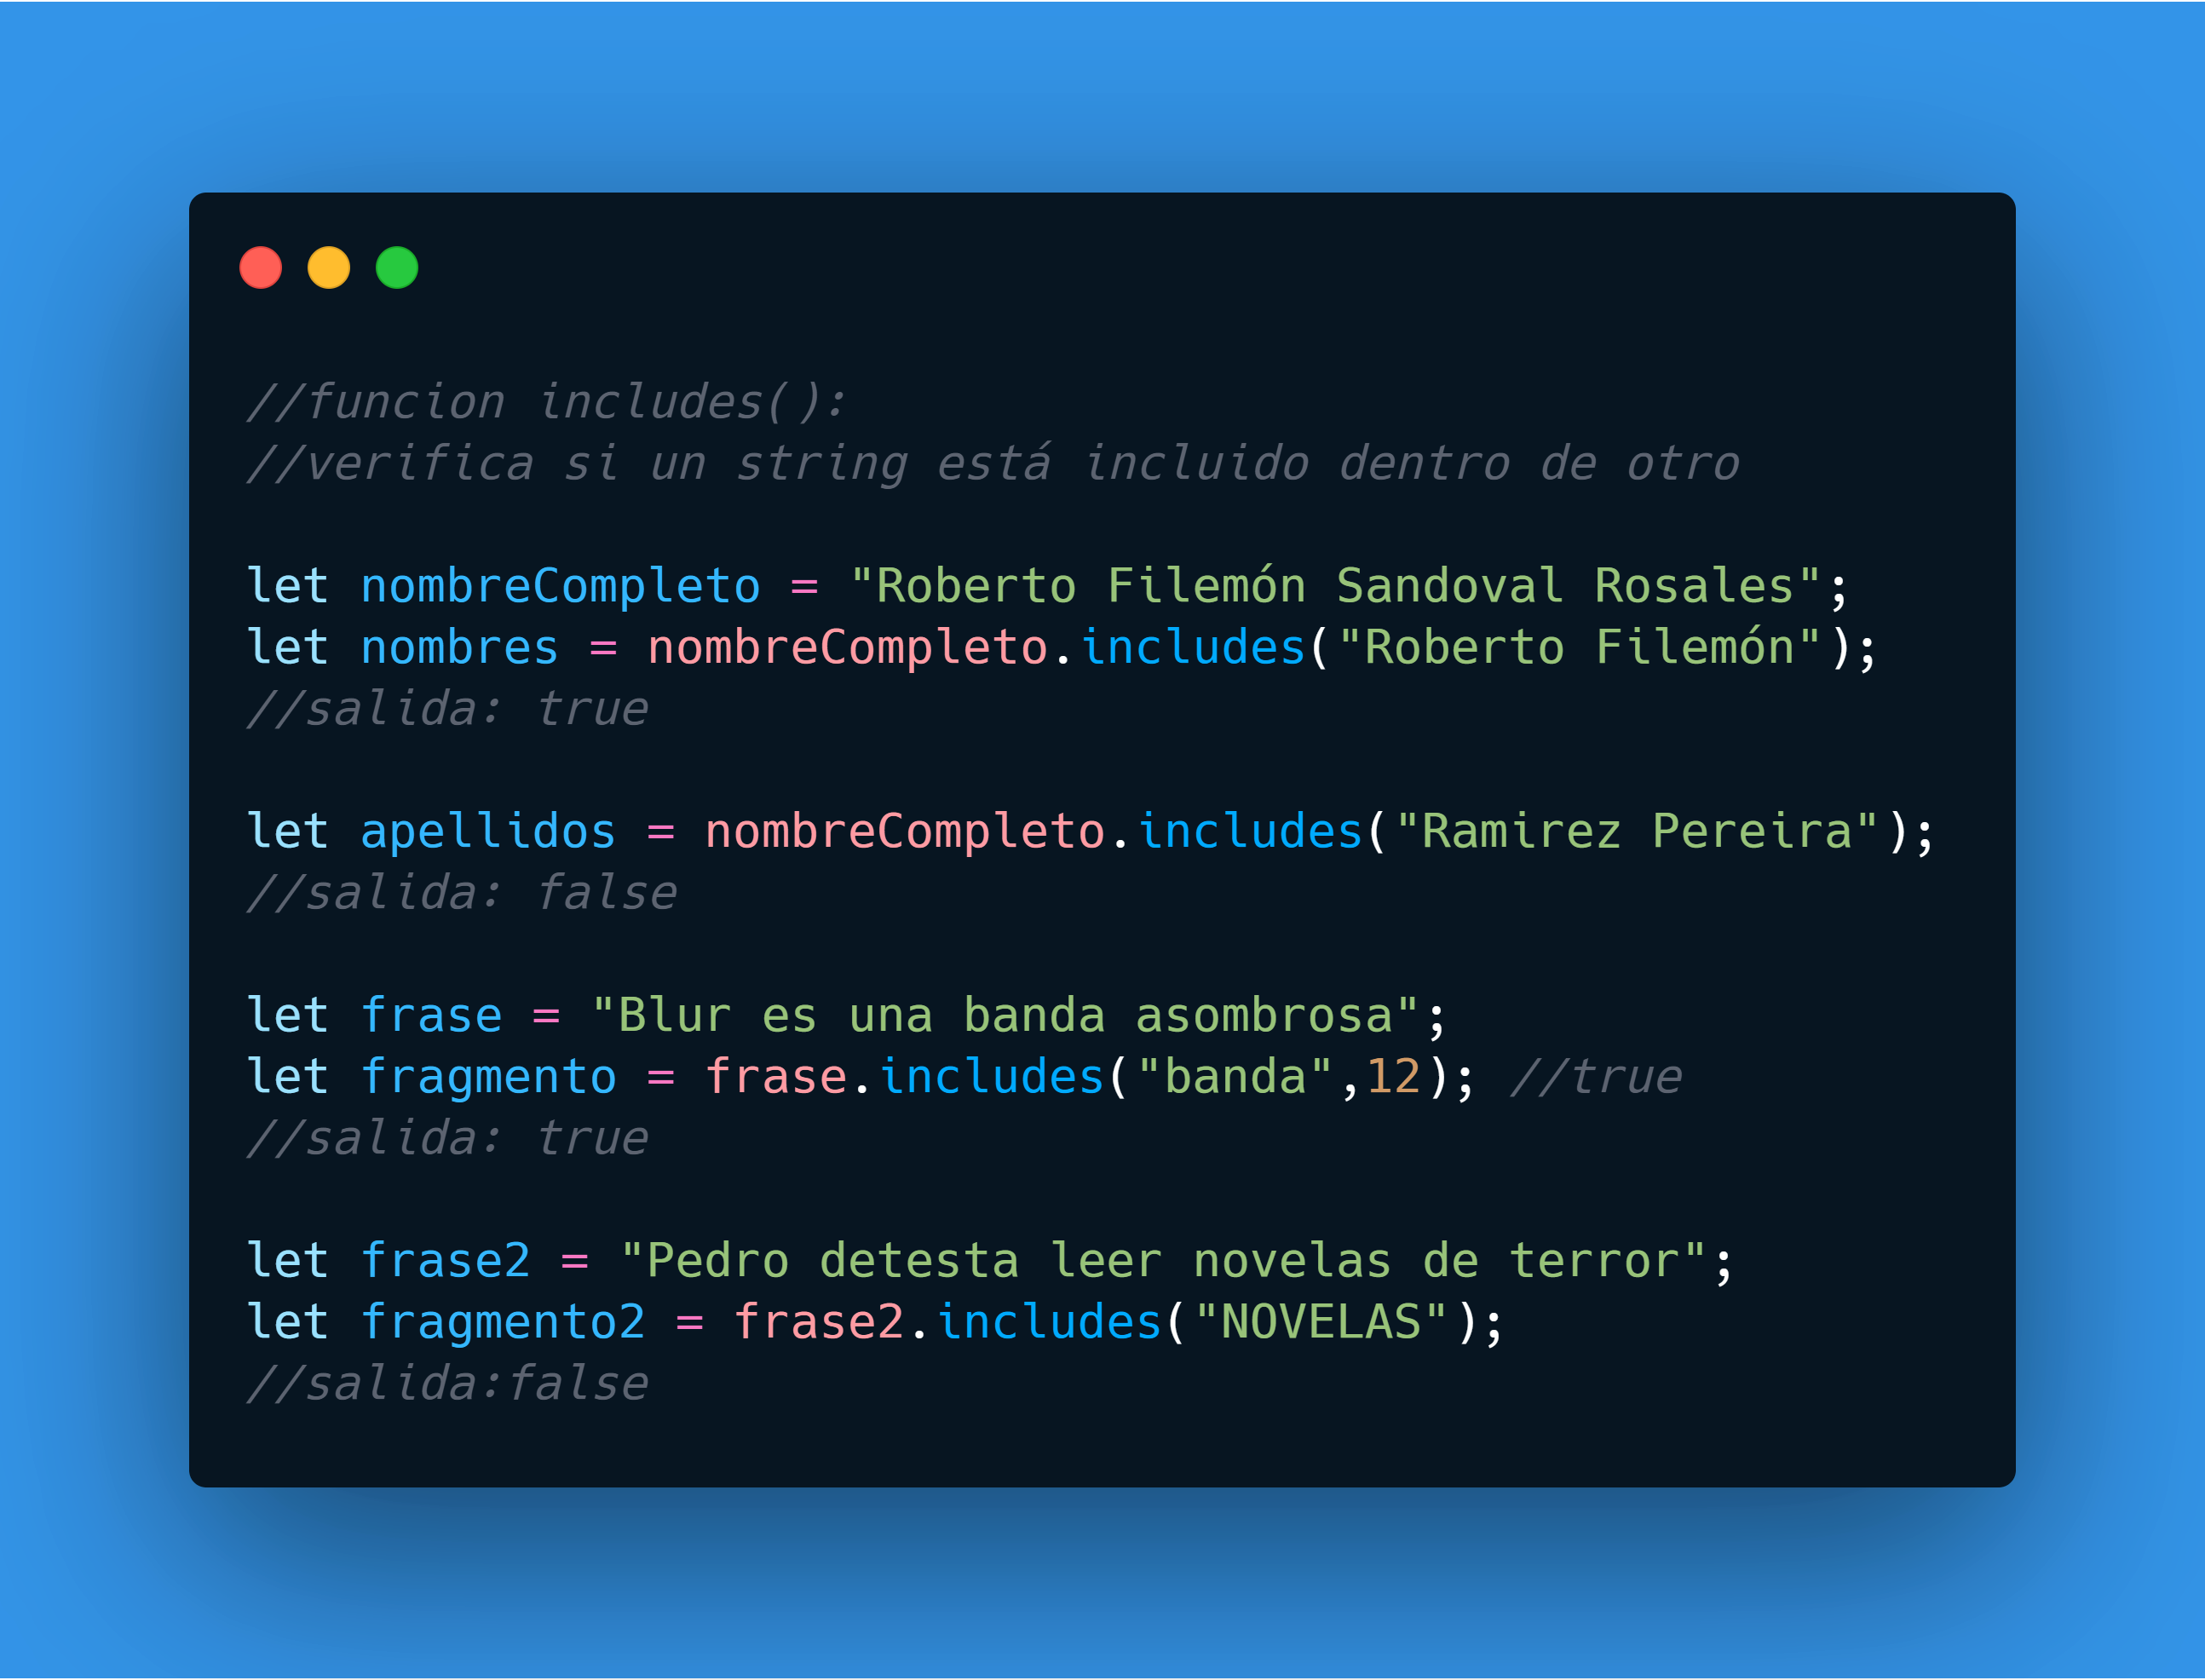 //funcion includes():
//verifica si un string está incluido dentro de otro
let nombreCompleto = "Roberto Filemón Sandoval Rosales";
let nombres = nombreCompleto.includes("Roberto Filemón");
//salida: true
let apellidos = nombreCompleto.includes("Ramirez Pereira");
//salida: false
let frase = "Blur es una banda asombrosa";
let fragmento = frase.includes("banda",12); //true
//salida: true
let frase2 = "Pedro detesta leer novelas de terror";
let fragmento2 = frase2.includes("NOVELAS");
//salida:false